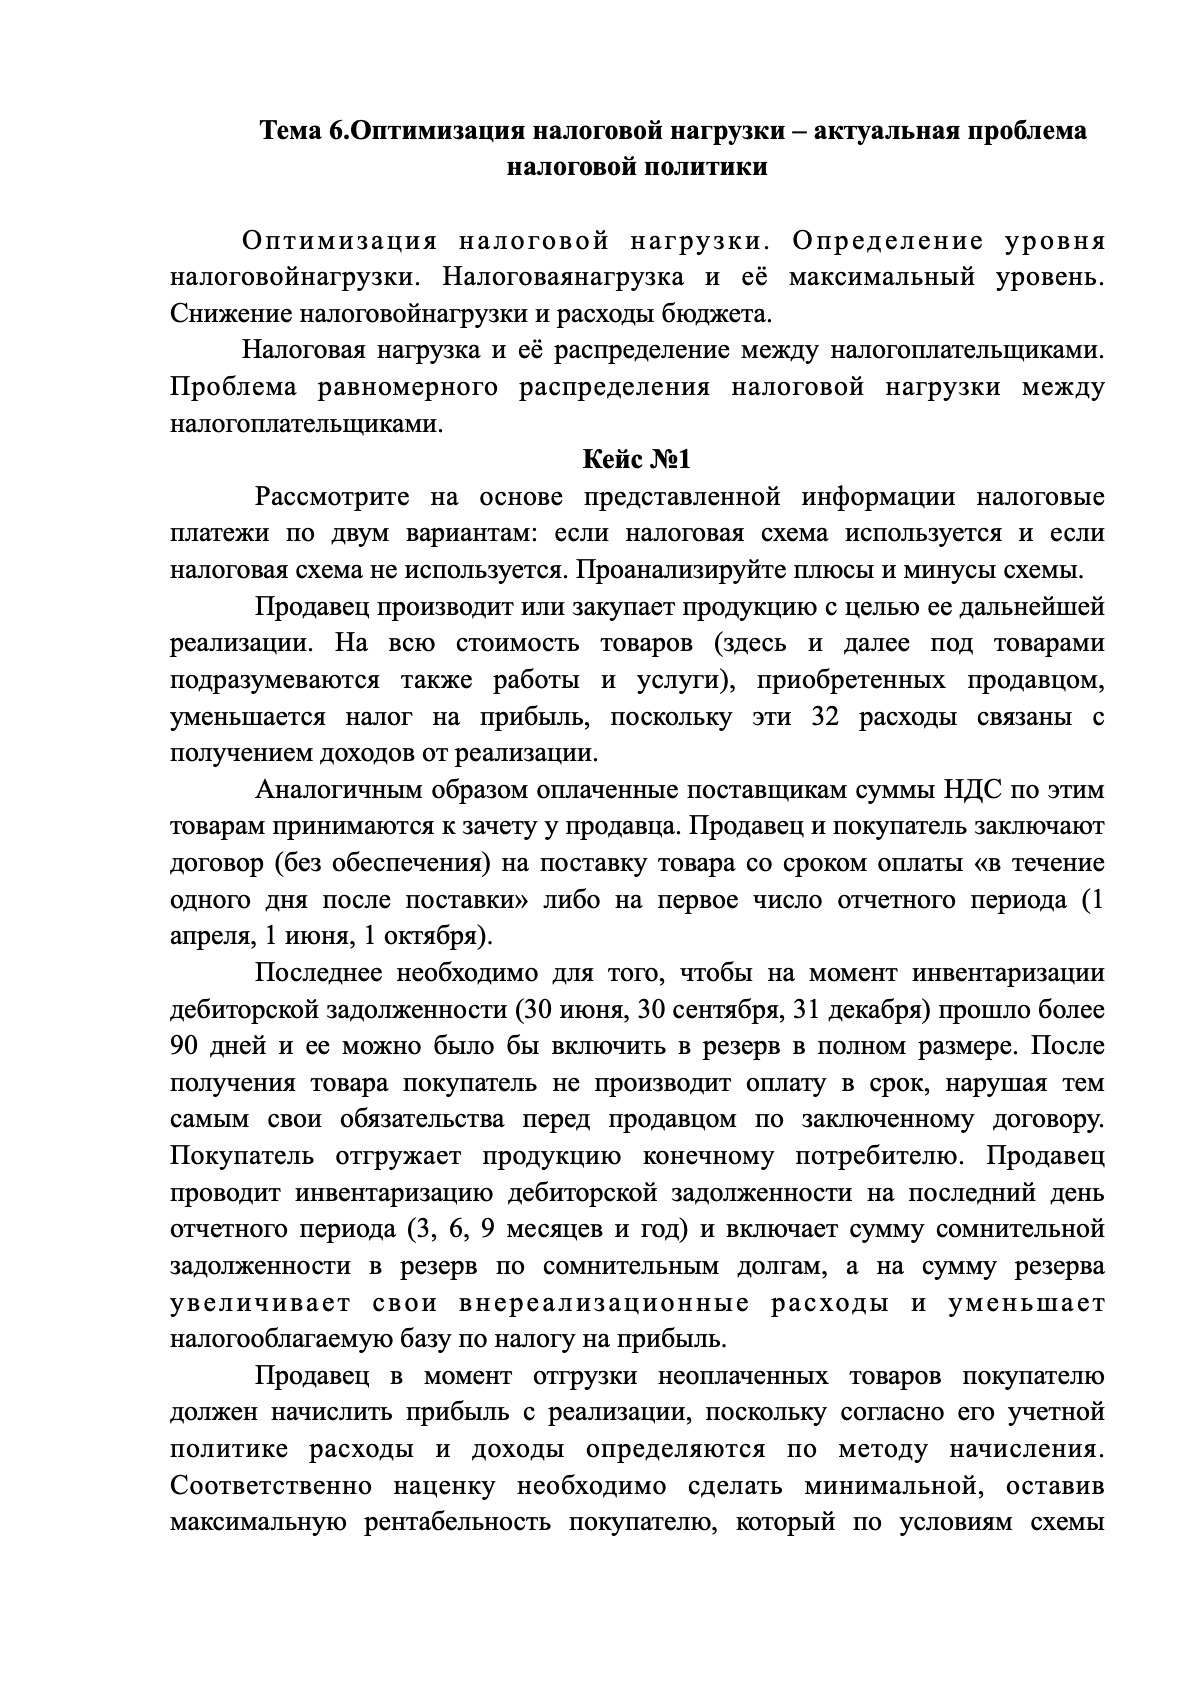 Тема 6.Оптимизация налоговой нагрузки – актуальная проблема
налоговой политики
Оптимизация налоговой нагрузки. Определение уровня
налоговойнагрузки. Налоговаянагрузка и её максимальный уровень.
Снижение налоговойнагрузки и расходы бюджета.
Налоговая нагрузка и её распределение между налогоплательщиками.
Проблема равномерного распределения налоговой нагрузки между
налогоплательщиками.
Кейс №1
Рассмотрите на основе представленной информации налоговые
платежи по двум вариантам: если налоговая схема используется и если
налоговая схема не используется. Проанализируйте плюсы и минусы схемы.
Продавец производит или закупает продукцию с целью ее дальнейшей
реализации. На всю стоимость товаров (здесь и далее под товарами
подразумеваются также работы и услуги), приобретенных продавцом,
уменьшается налог на прибыль, поскольку эти 32 расходы связаны с
получением доходов от реализации.
Аналогичным образом оплаченные поставщикам суммы НДС по этим
товарам принимаются к зачету у продавца. Продавец и покупатель заключают
договор (без обеспечения) на поставку товара со сроком оплаты «в течение
одного дня после поставки» либо на первое число отчетного периода (1
апреля, 1 июня, 1 октября).
Последнее необходимо для того, чтобы на момент инвентаризации
дебиторской задолженности (30 июня, 30 сентября, 31 декабря) прошло более
90 дней и ее можно было бы включить в резерв в полном размере. После
получения товара покупатель не производит оплату в срок, нарушая тем
самым свои обязательства перед продавцом по заключенному договору.
Покупатель отгружает продукцию конечному потребителю. Продавец
проводит инвентаризацию дебиторской задолженности на последний день
отчетного периода (3, 6, 9 месяцев и год) и включает сумму сомнительной
задолженности в резерв по сомнительным долгам, а на сумму резерва
увеличивает свои внереализационные расходы и уменьшает
налогооблагаемую базу по налогу на прибыль.
Продавец в момент отгрузки неоплаченных товаров покупателю
должен начислить прибыль с реализации, поскольку согласно его учетной
политике расходы и доходы определяются по методу начисления.
Соответственно наценку необходимо сделать минимальной, оставив
максимальную рентабельность покупателю, который по условиям схемы